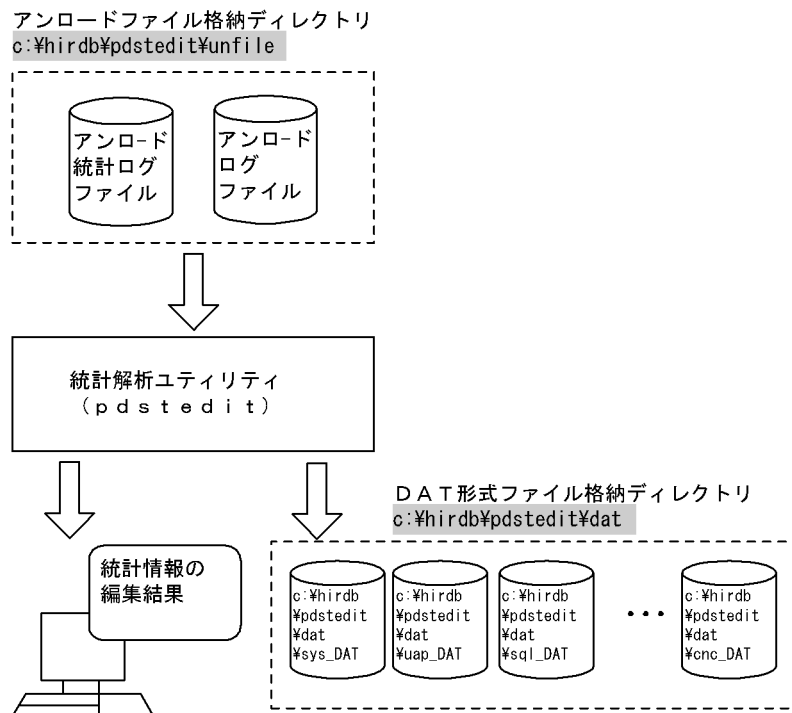 アンロードファイル格納ディレクトリ
c:¥hirdb¥pdstedit¥unfile
アンロード
統計ログ
ファイル
アンロード
ログ
ファイル
統計解析ユティリティ
(pdstedit)
DAT形式ファイル格納ディレクトリ
c:¥hirdb¥pdstedit¥dat
統計情報の
編集結果
c:¥hirdb
¥pdstedit
¥dat
¥sys_DAT
c:¥hirdb
¥pdstedit
¥dat
¥uap_DAT
c:¥hirdb
¥pdstedit
¥dat
¥sql_DAT
...
c:¥hirdb
¥pdstedit
¥dat
¥cnc_DAT